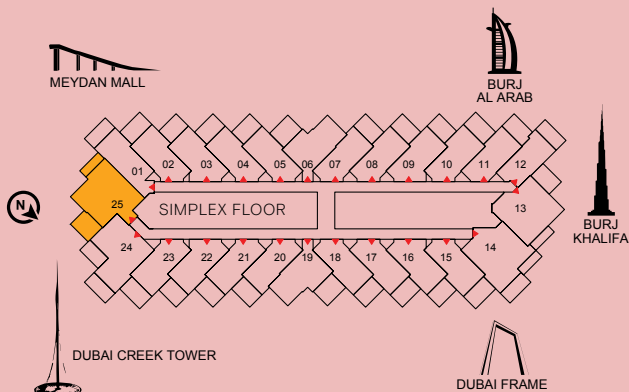 MEYDAN MALL
BURJ
AL ARAB
02 03 04 05 06 07 08 09 10 11 12
01
25
SIMPLEX FLOOR
13
N
BURJ
KHALIFA
24
14
23 22 21 20 19 18 17 16 15
DUBAI CREEK TOWER
DUBAI FRAME